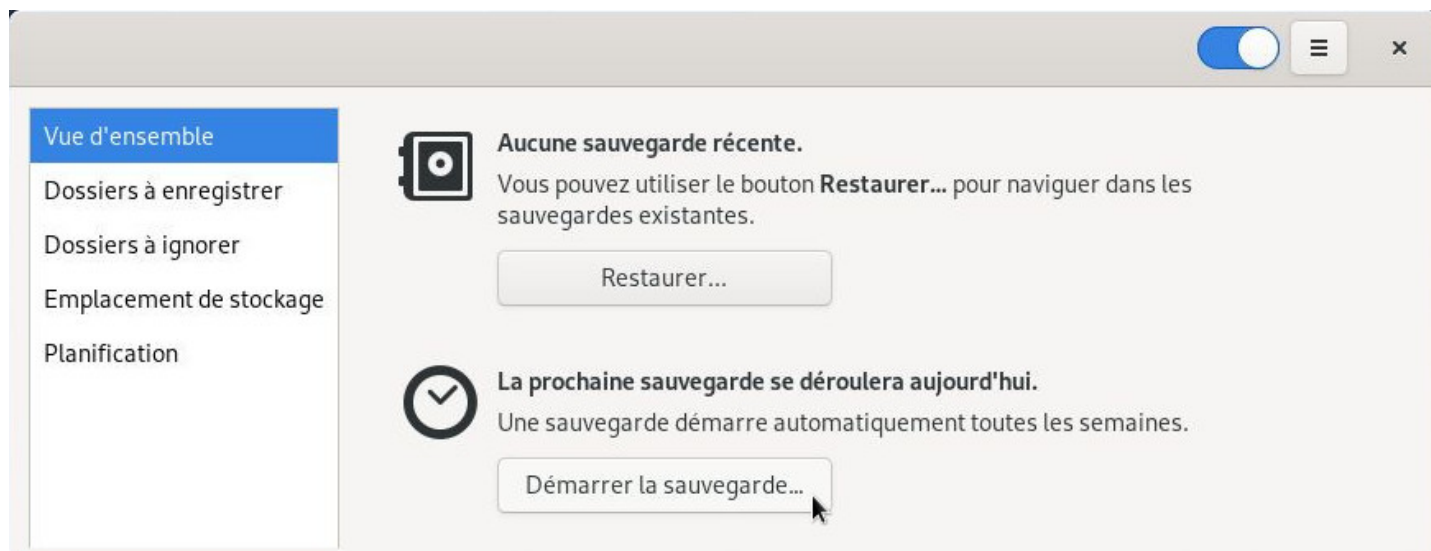 Vue d'ensemble
Dossiers à enregistrer
Dossiers à ignorer
Emplacement de stockage
Planification
Aucune sauvegarde récente.
Vous pouvez utiliser le bouton Restaurer... pour naviguer dans les
sauvegardes existantes.
Restaurer...
La prochaine sauvegarde se déroulera aujourd'hui.
Une sauvegarde démarre automatiquement toutes les semaines.
Démarrer la sauvegarde...